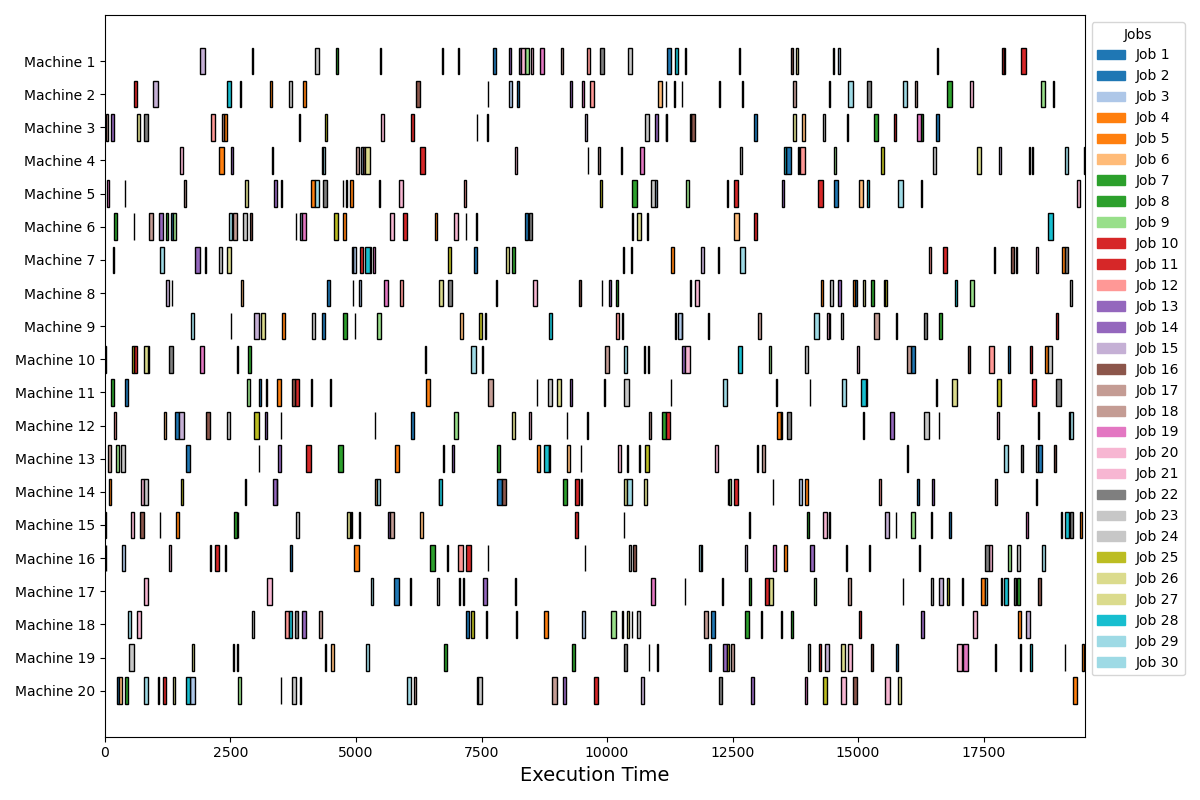 Machine 1
Machine 2
Machine 3
Machine 4
Machine 5
Machine 6
Machine 7
Machine 8
Machine 9
Machine 10
Machine 11
Machine 12
Machine 13
Machine 14
Machine 15
Machine 16
Machine 17
Machine 18
Machine 19
Machine 20
0 2500 5000 7500 10000 12500 15000 17500
Execution Time
Jobs
Job 1
Job 2
Job 3
Job 4
Job 5
Job 6
Job 7
Job 8
Job 9
Job 10
Job 11
Job 12
Job 13
Job 14
Job 15
Job 16
Job 17
Job 18
Job 19
Job 20
Job 21
Job 22
Job 23
Job 24
Job 25
Job 26
Job 27
Job 28
Job 29
Job 30